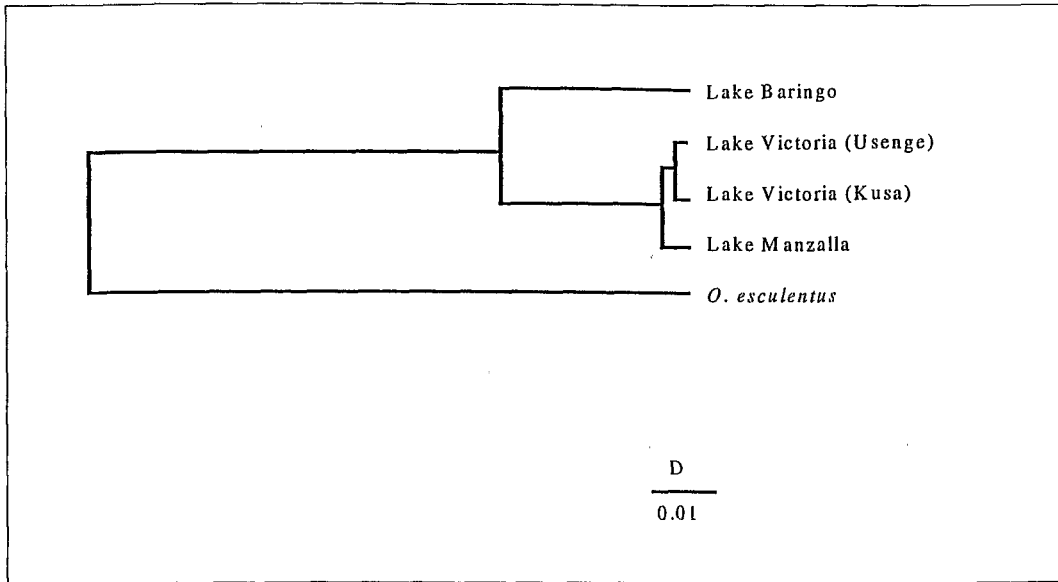 Lake Baringo
Lake Victoria (Usenge)
Lake Victoria (Kusa)
Lake Manzalla
O. esculentus
D
0.01